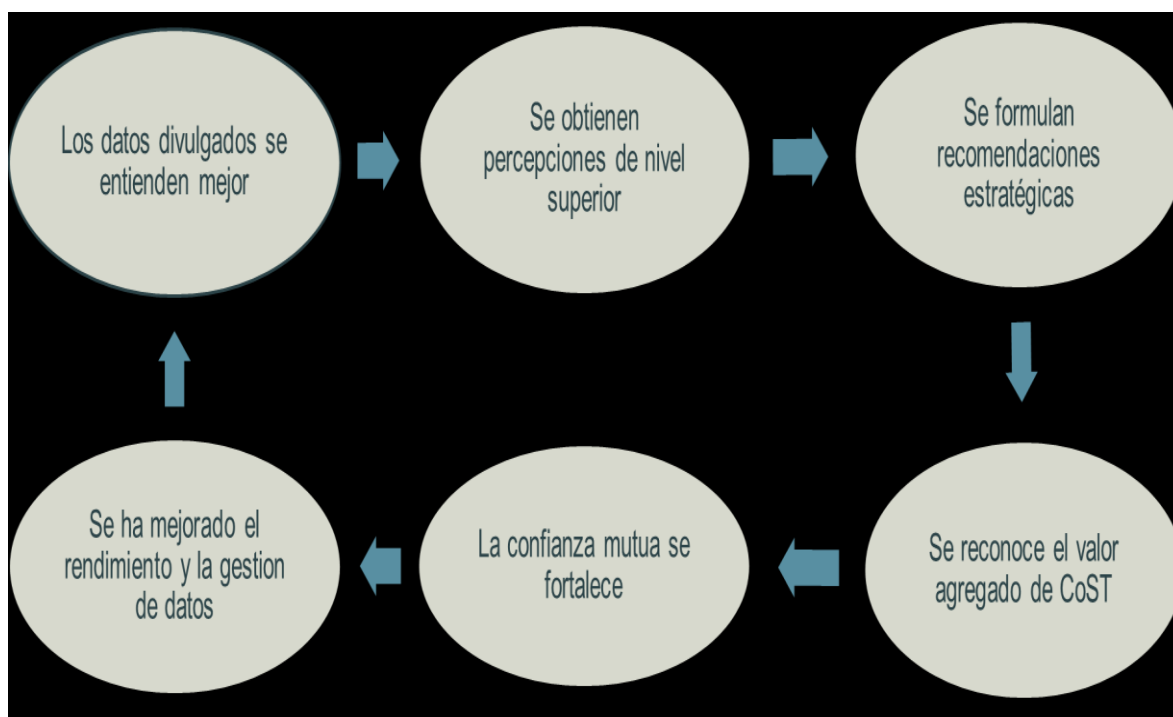 Los datos divulgados se
entienden mejor
Se obtienen
percepciones de nivel
superior
Se formulan
recomendaciones
estratégicas
Se reconoce el valor
agregado de CoST
La confianza mutua se
fortalece
Se ha mejorado el
rendimiento y la gestion
de datos